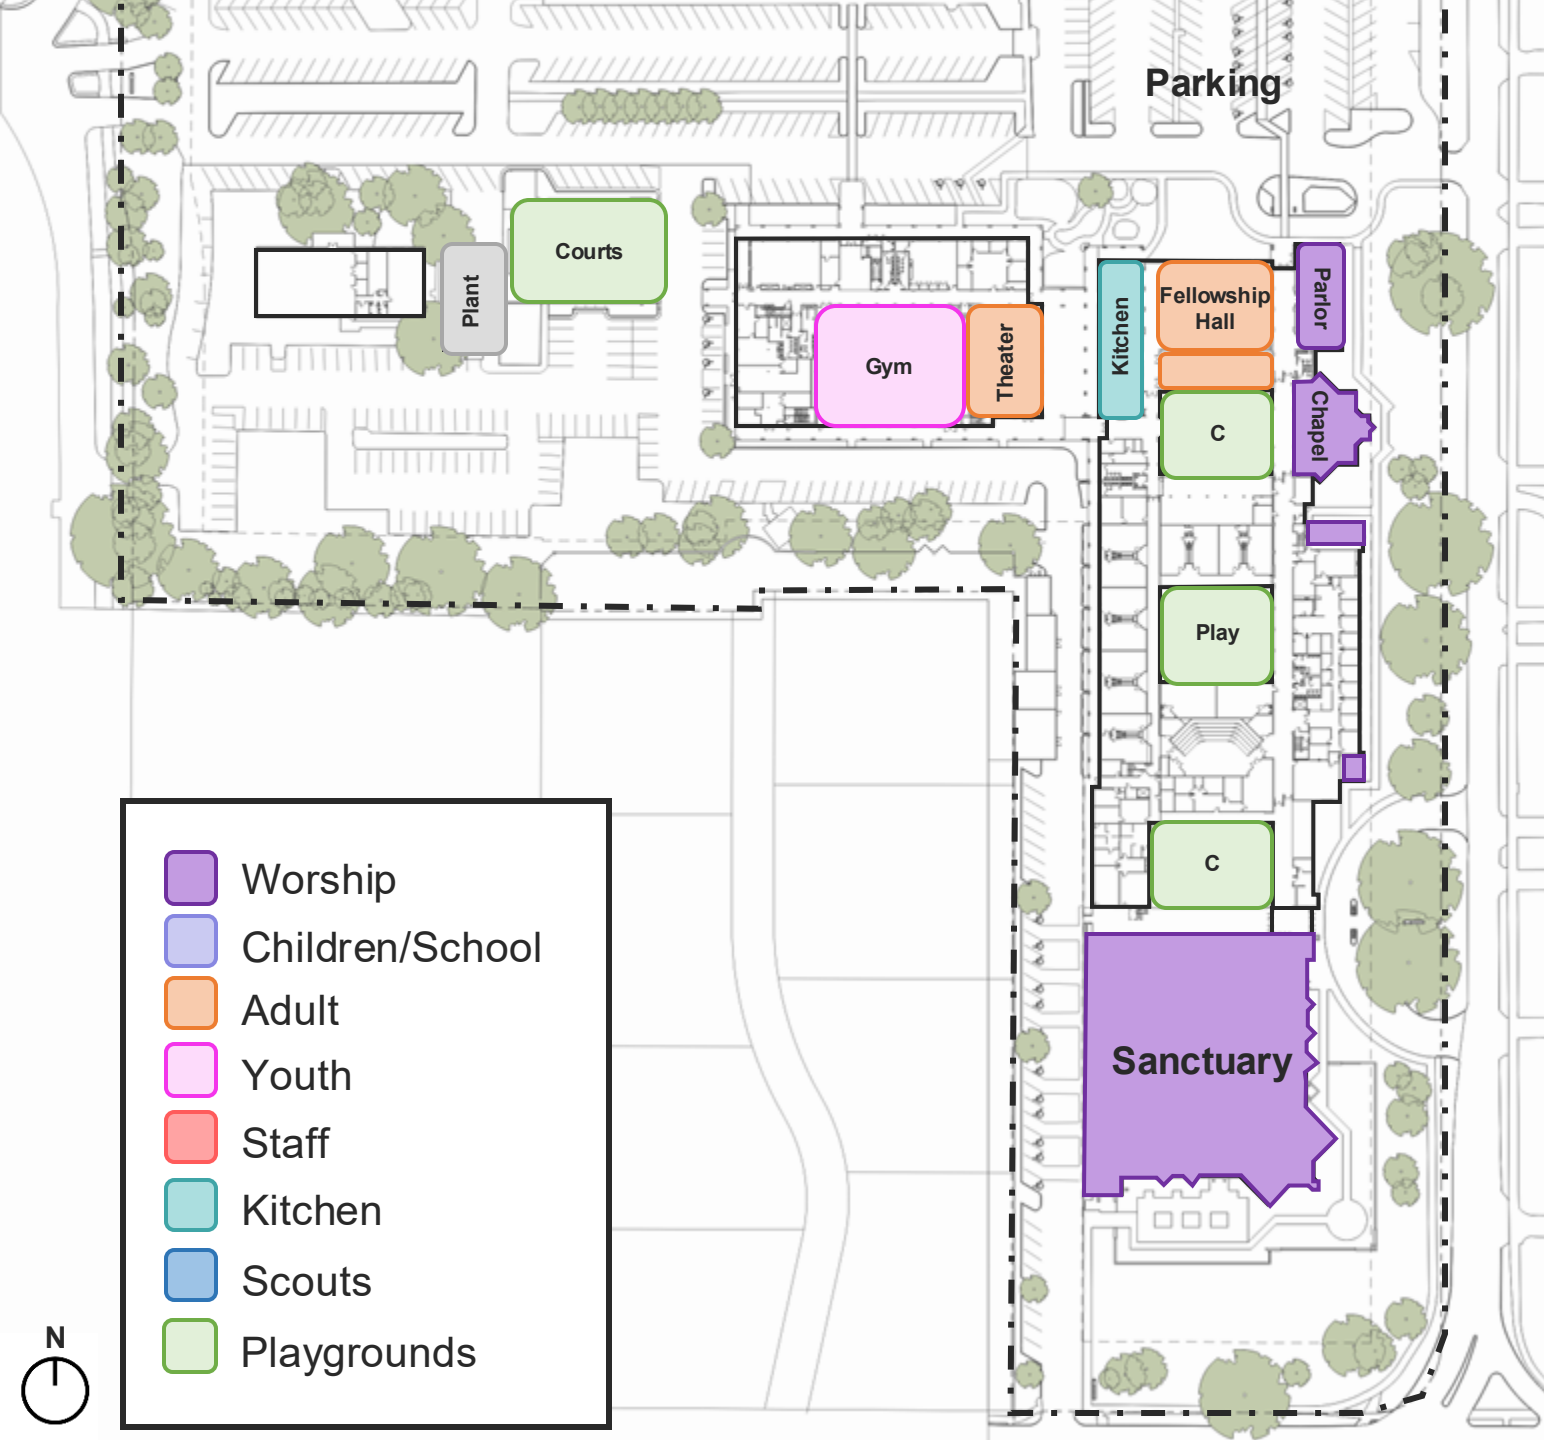 Parking
Courts
Plant
Gym
Theater
Kitchen
Fellowship
Hall
Parlor
C
Chapel
Play
C
Sanctuary
Worship
Children/School
Adult
Youth
Staff
Kitchen
Scouts
Playgrounds
N